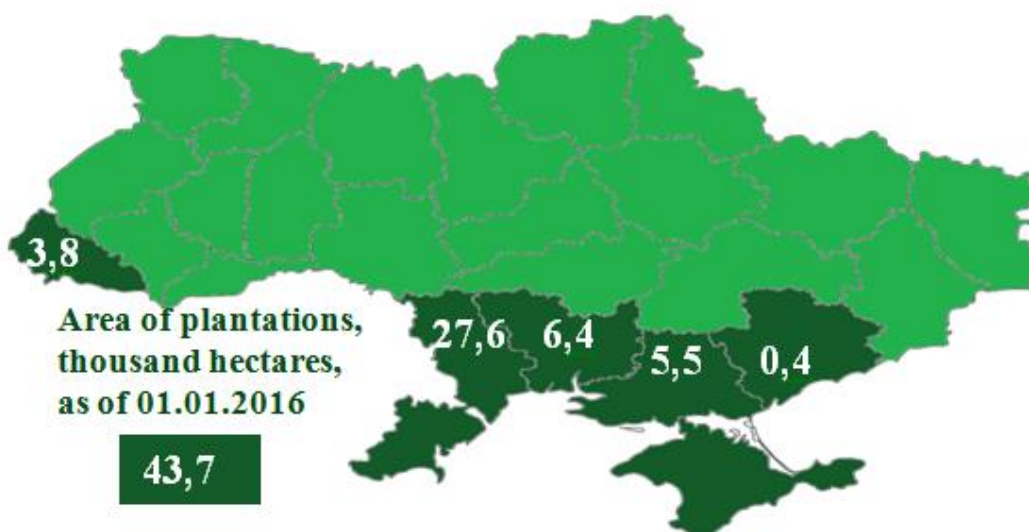 3,8
27,6
6,4
5,5
0,4
Area of plantations,
thousand hectares,
as of 01.01.2016
43,7